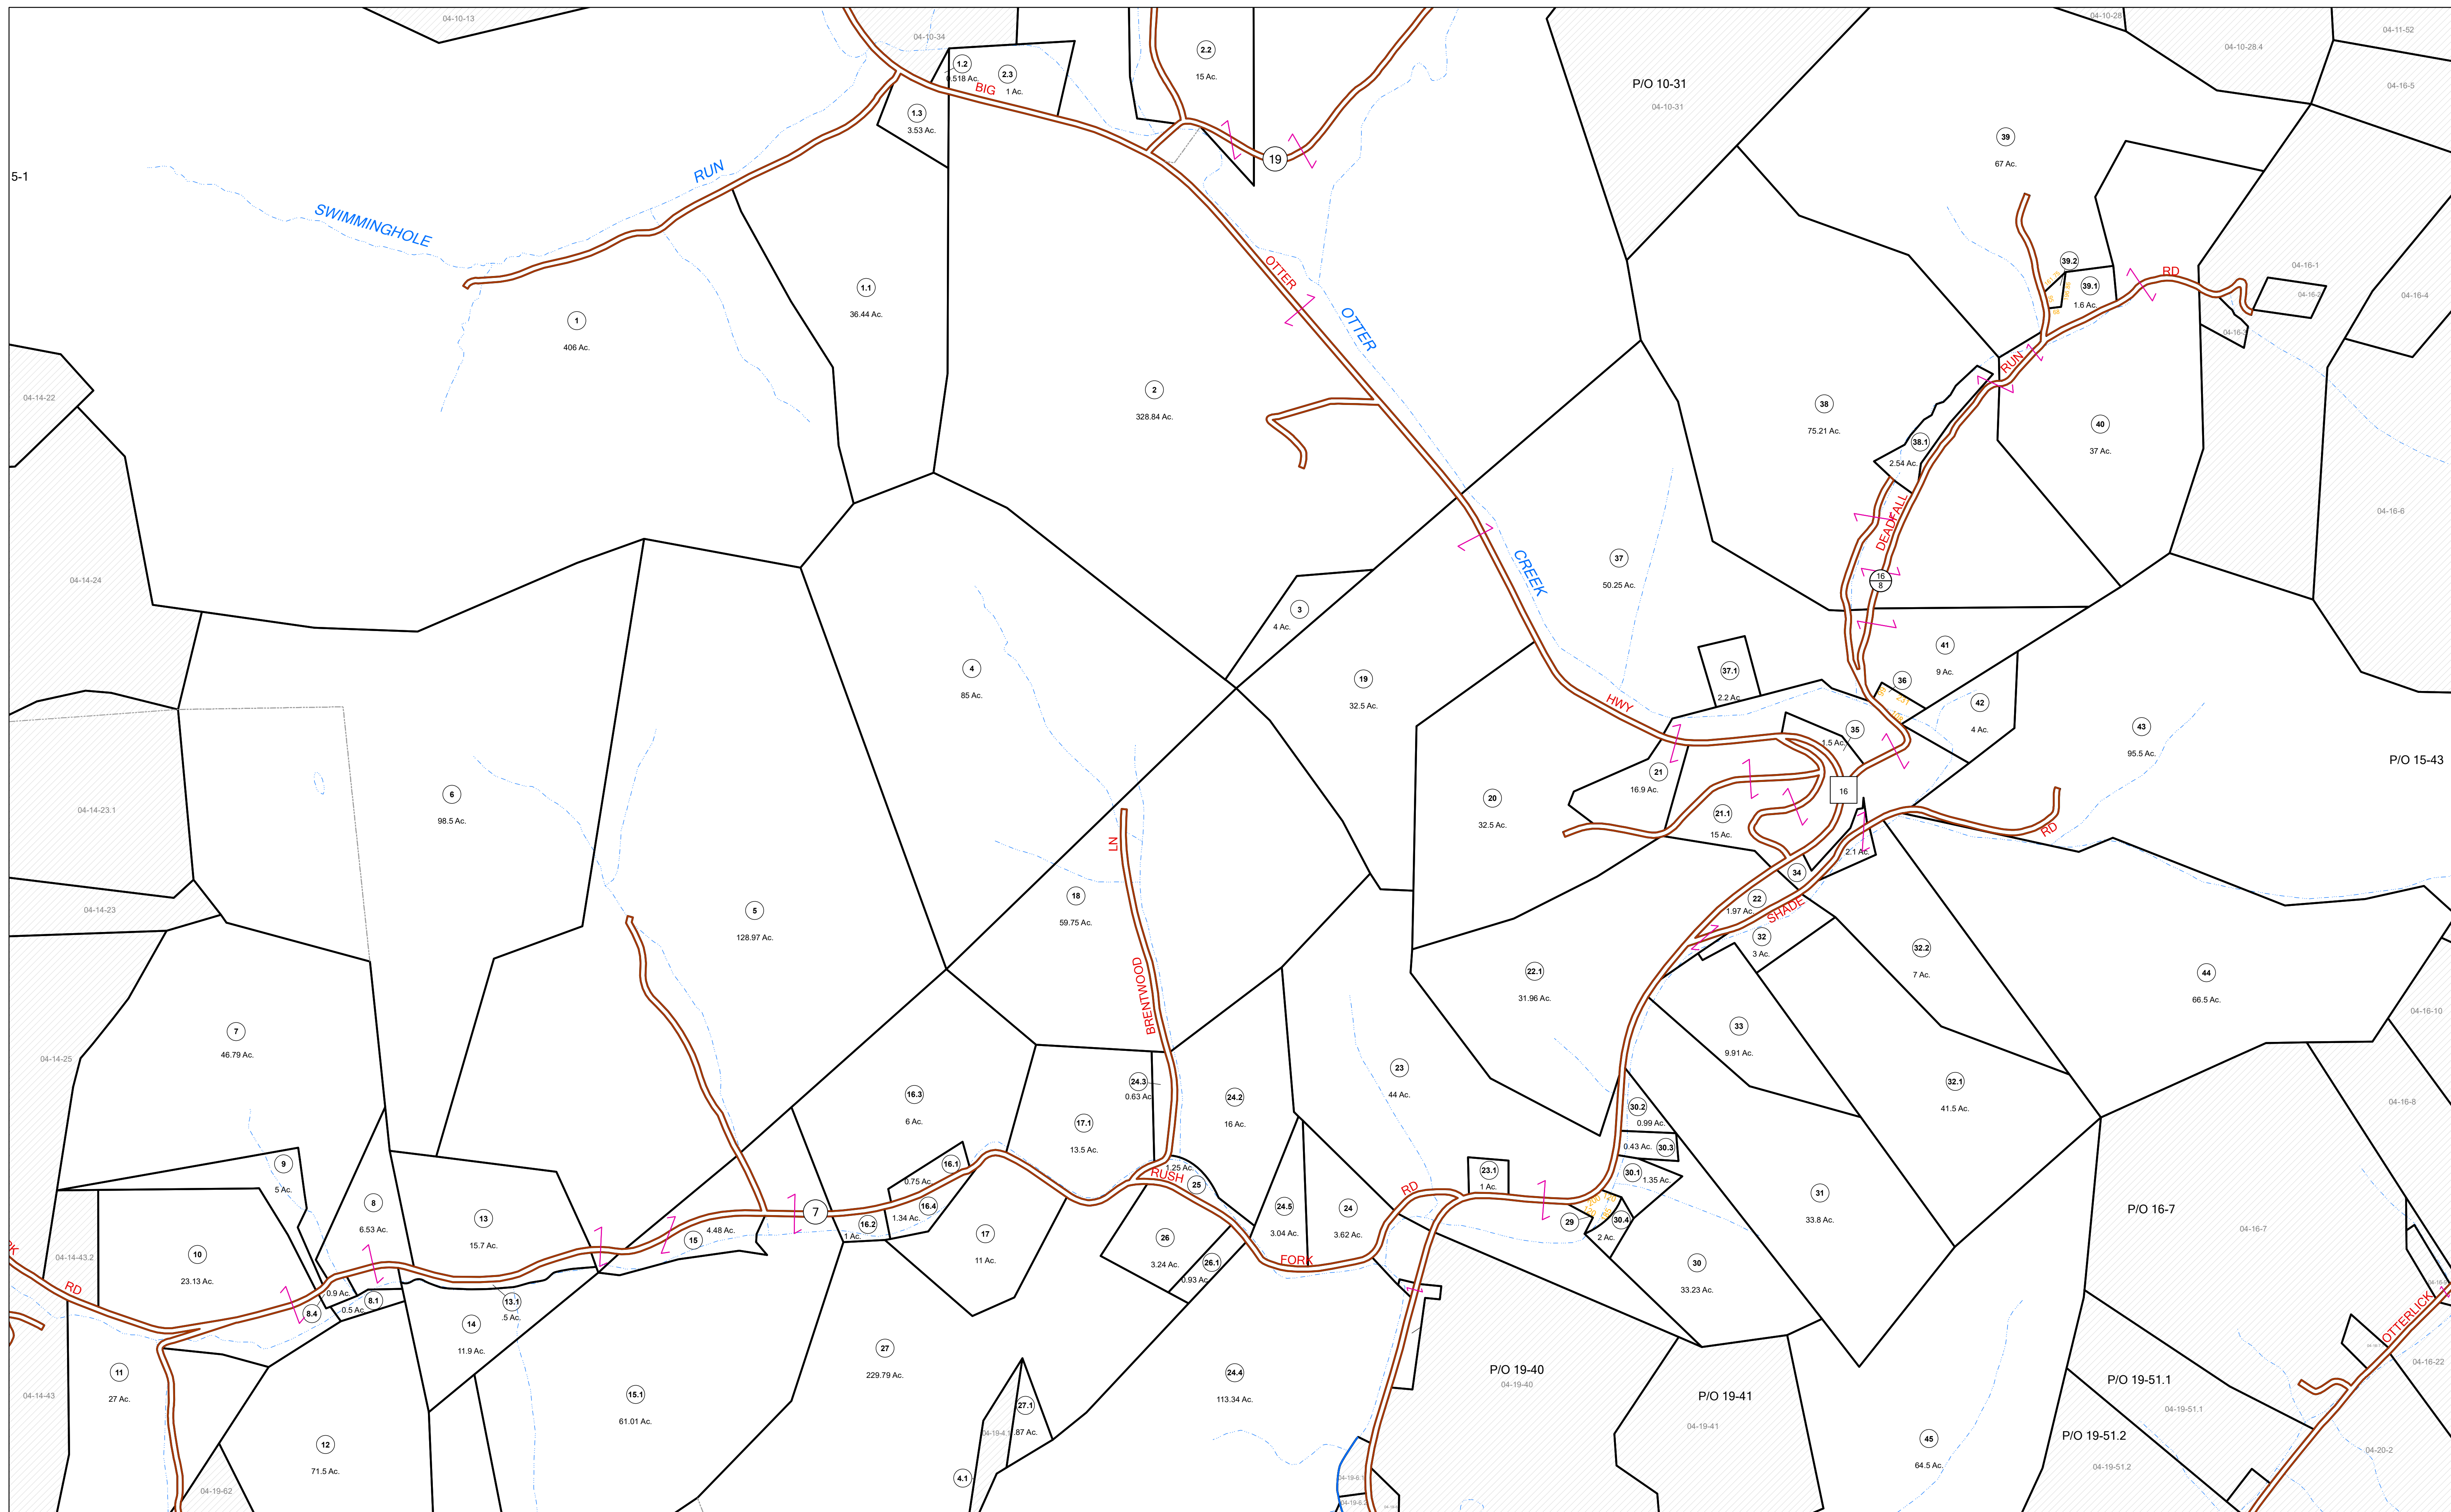 04-10-13
04-10-34
04-10-28
04-11-52
04-10-28.4
04-16-5
2.2
15 Ac.
1.2
0.518 Ac.
2.3
1 Ac.
BIG
1.3
3.53 Ac.
P/O 10-31
04-10-31
39
67 Ac.
19
5-1
RUN
SWIMMINGHOLE
OTTER
OTTER
CREEK
HWY
39.2
39.1
1.6 Ac.
RD
04-16-1
04-16-4
1
406 Ac.
1.1
36.44 Ac.
2
328.84 Ac.
RUN
38
75.21 Ac.
38.1
2.54 Ac.
40
37 Ac.
04-14-22
04-16-6
DEADFALL
16
8
37
50.25 Ac.
04-14-24
3
4 Ac.
41
9 Ac.
4
85 Ac.
19
32.5 Ac.
37.1
2.2 Ac.
36
42
4 Ac.
43
95.5 Ac.
35
1.5 Ac.
P/O 15-43
21
16.9 Ac.
16
20
32.5 Ac.
21.1
15 Ac.
RD
6
98.5 Ac.
04-14-23.1
LN
2.1 Ac.
34
04-14-23
5
128.97 Ac.
18
59.75 Ac.
22
1.97 Ac.
SHADE
32
3 Ac.
32.2
7 Ac.
22.1
31.96 Ac.
44
66.5 Ac.
BRENTWOOD
04-16-10
7
46.79 Ac.
33
9.91 Ac.
04-14-25
23
44 Ac.
24.3
0.63 Ac.
24.2
16 Ac.
16.3
6 Ac.
17.1
13.5 Ac.
32.1
41.5 Ac.
04-16-8
30.2
0.99 Ac.
0.43 Ac.
30.3
9
5 Ac.
16.1
0.75 Ac.
1.25 Ac.
RUSH
25
23.1
1 Ac.
30.1
1.35 Ac.
31
33.8 Ac.
8
6.53 Ac.
13
15.7 Ac.
16.4
1.34 Ac.
16.2
1 Ac.
7
4.48 Ac.
15
17
11 Ac.
24.5
3.04 Ac.
24
3.62 Ac.
RD
29
30.4
2 Ac.
P/O 16-7
04-16-7
04-14-43.2
10
23.13 Ac.
26
3.24 Ac.
26.1
0.93 Ac.
FORK
30
33.23 Ac.
RD
8.4
0.9 Ac.
8.1
0.5 Ac.
13.1
.5 Ac.
14
11.9 Ac.
OTTERLICK
04-16-22
11
27 Ac.
04-14-43
27
229.79 Ac.
24.4
113.34 Ac.
P/O 19-40
04-19-40
P/O 19-41
04-19-41
P/O 19-51.1
04-19-51.1
15.1
61.01 Ac.
27.1
.87 Ac.
04-19-4.1
12
71.5 Ac.
45
64.5 Ac.
P/O 19-51.2
04-19-51.2
04-20-2
4.1
04-19-62
04-19-6.1
04-19-6.2